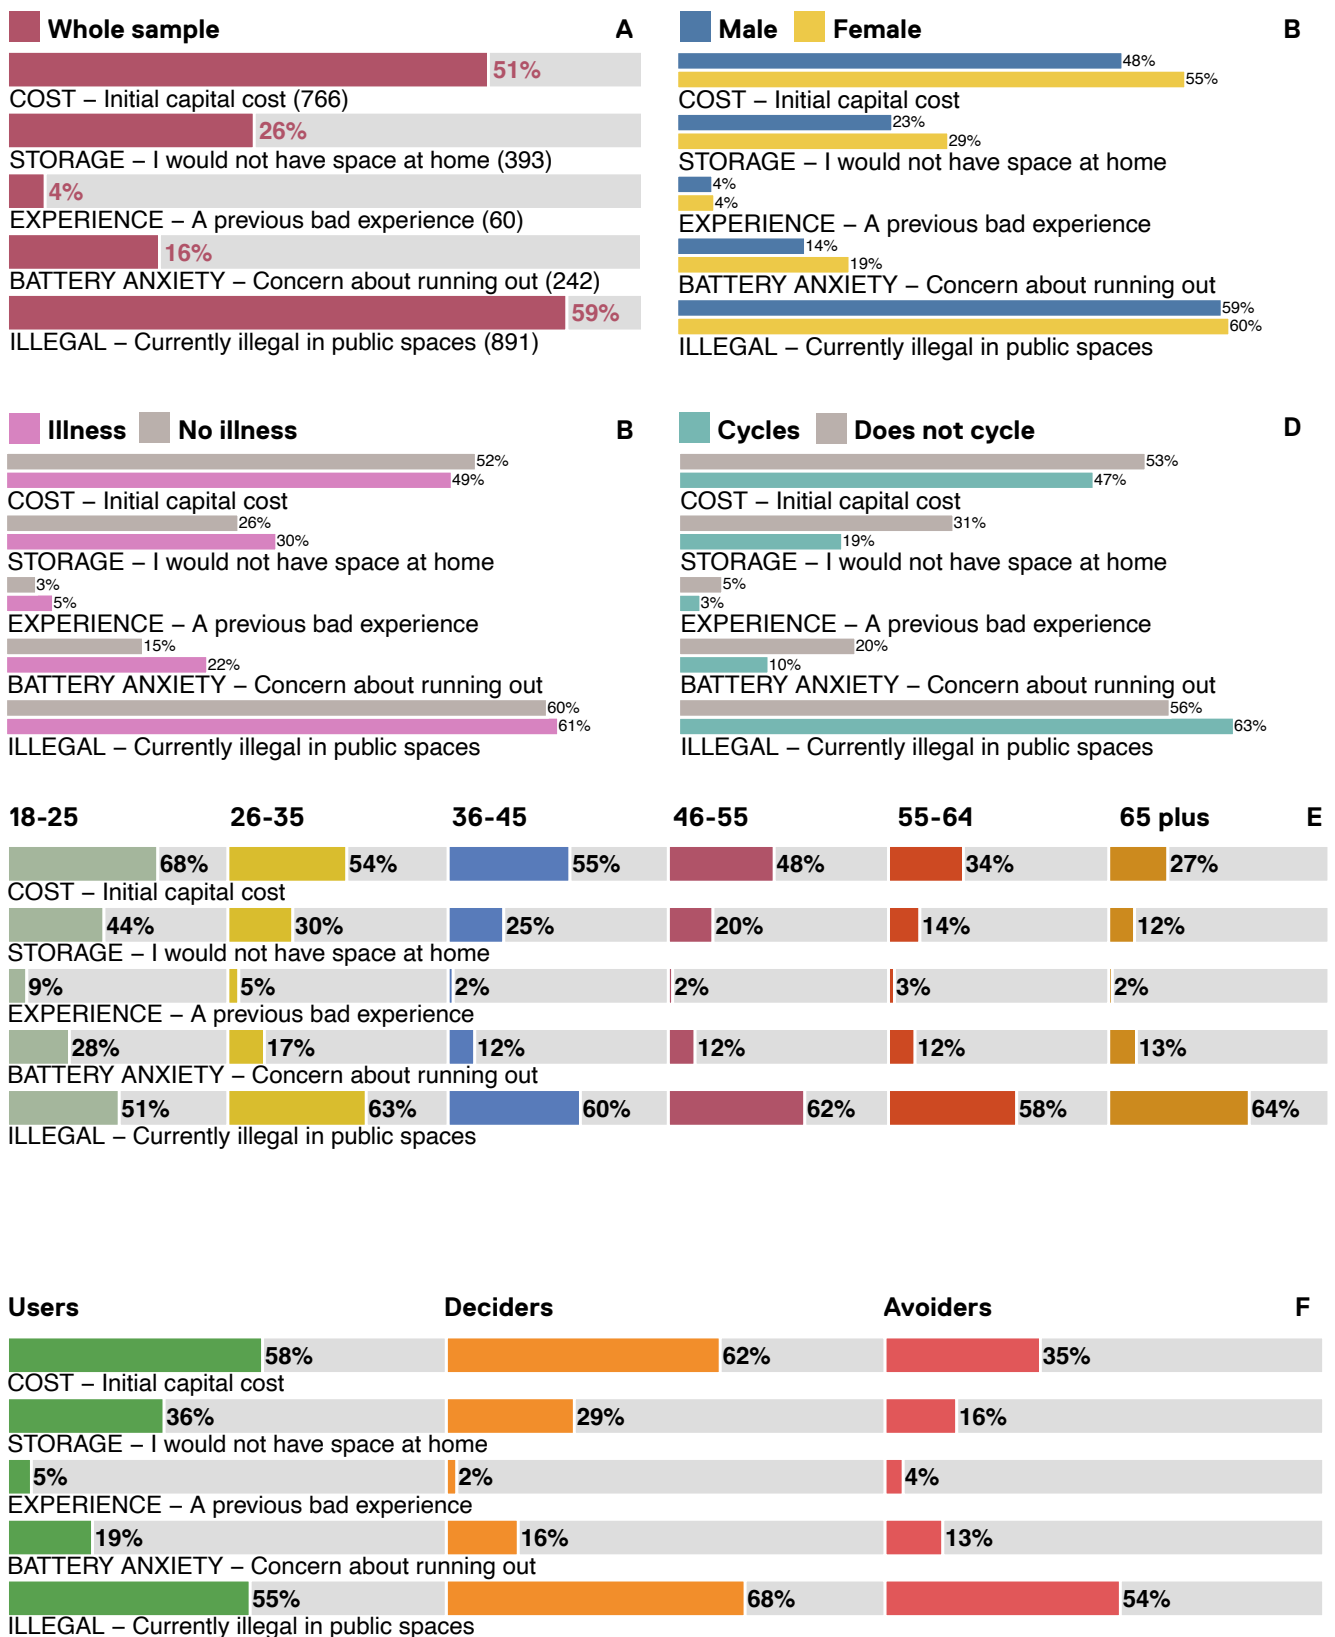 Whole sample A
51%
COST – Initial capital cost (766)
26%
STORAGE – I would not have space at home (393)
4%
EXPERIENCE – A previous bad experience (60)
16%
BATTERY ANXIETY – Concern about running out (242)
59%
ILLEGAL – Currently illegal in public spaces (891)
Male Female B
48%
55%
COST – Initial capital cost
23%
29%
STORAGE – I would not have space at home
4%
4%
EXPERIENCE – A previous bad experience
14%
19%
BATTERY ANXIETY – Concern about running out
59%
60%
ILLEGAL – Currently illegal in public spaces
Illness No illness B
52%
49%
COST – Initial capital cost
26%
30%
STORAGE – I would not have space at home
3%
5%
EXPERIENCE – A previous bad experience
15%
22%
BATTERY ANXIETY – Concern about running out
60%
61%
ILLEGAL – Currently illegal in public spaces
Cycles Does not cycle D
53%
47%
COST – Initial capital cost
31%
19%
STORAGE – I would not have space at home
5%
3%
EXPERIENCE – A previous bad experience
20%
10%
BATTERY ANXIETY – Concern about running out
56%
63%
ILLEGAL – Currently illegal in public spaces
18-25 26-35 36-45 46-55 55-64 65 plus E
68% 54% 55% 48% 34% 27%
COST – Initial capital cost
44% 30% 25% 20% 14% 12%
STORAGE – I would not have space at home
9% 5% 2% 2% 3% 2%
EXPERIENCE – A previous bad experience
28% 17% 12% 12% 12% 13%
BATTERY ANXIETY – Concern about running out
51% 63% 60% 62% 58% 64%
ILLEGAL – Currently illegal in public spaces
Users Deciders Avoiders F
58% 62% 35%
COST – Initial capital cost
36% 29% 16%
STORAGE – I would not have space at home
5% 2% 4%
EXPERIENCE – A previous bad experience
19% 16% 13%
BATTERY ANXIETY – Concern about running out
55% 68% 54%
ILLEGAL – Currently illegal in public spaces